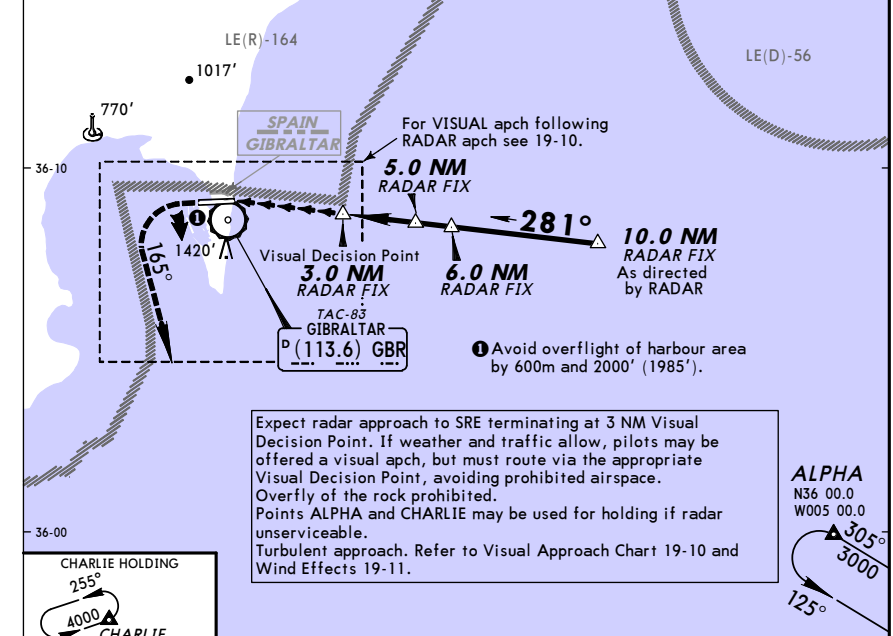 LE(R)-164
LE(D)-56
1017'
770'
SPAIN
GIBRALTAR
For VISUAL apch following
RADAR apch see 19-10.
36-10
5.0 NM
RADAR FIX
281°
10.0 NM
RADAR FIX
As directed
by RADAR
1
1420'
165°
Visual Decision Point
3.0 NM
RADAR FIX
6.0 NM
RADAR FIX
TAC-83
GIBRALTAR
D (113.6) GBR
1 Avoid overflight of harbour area
by 600m and 2000' (1985').
Expect radar approach to SRE terminating at 3 NM Visual
Decision Point. If weather and traffic allow, pilots may be
offered a visual apch, but must route via the appropriate
Visual Decision Point, avoiding prohibited airspace.
Overfly of the rock prohibited.
Points ALPHA and CHARLIE may be used for holding if radar
unserviceable.
Turbulent approach. Refer to Visual Approach Chart 19-10 and
Wind Effects 19-11.
ALPHA
N36 00.0
W005 00.0
305°
3000
125°
36-00
CHARLIE HOLDING
255°
4000
CHARLIE